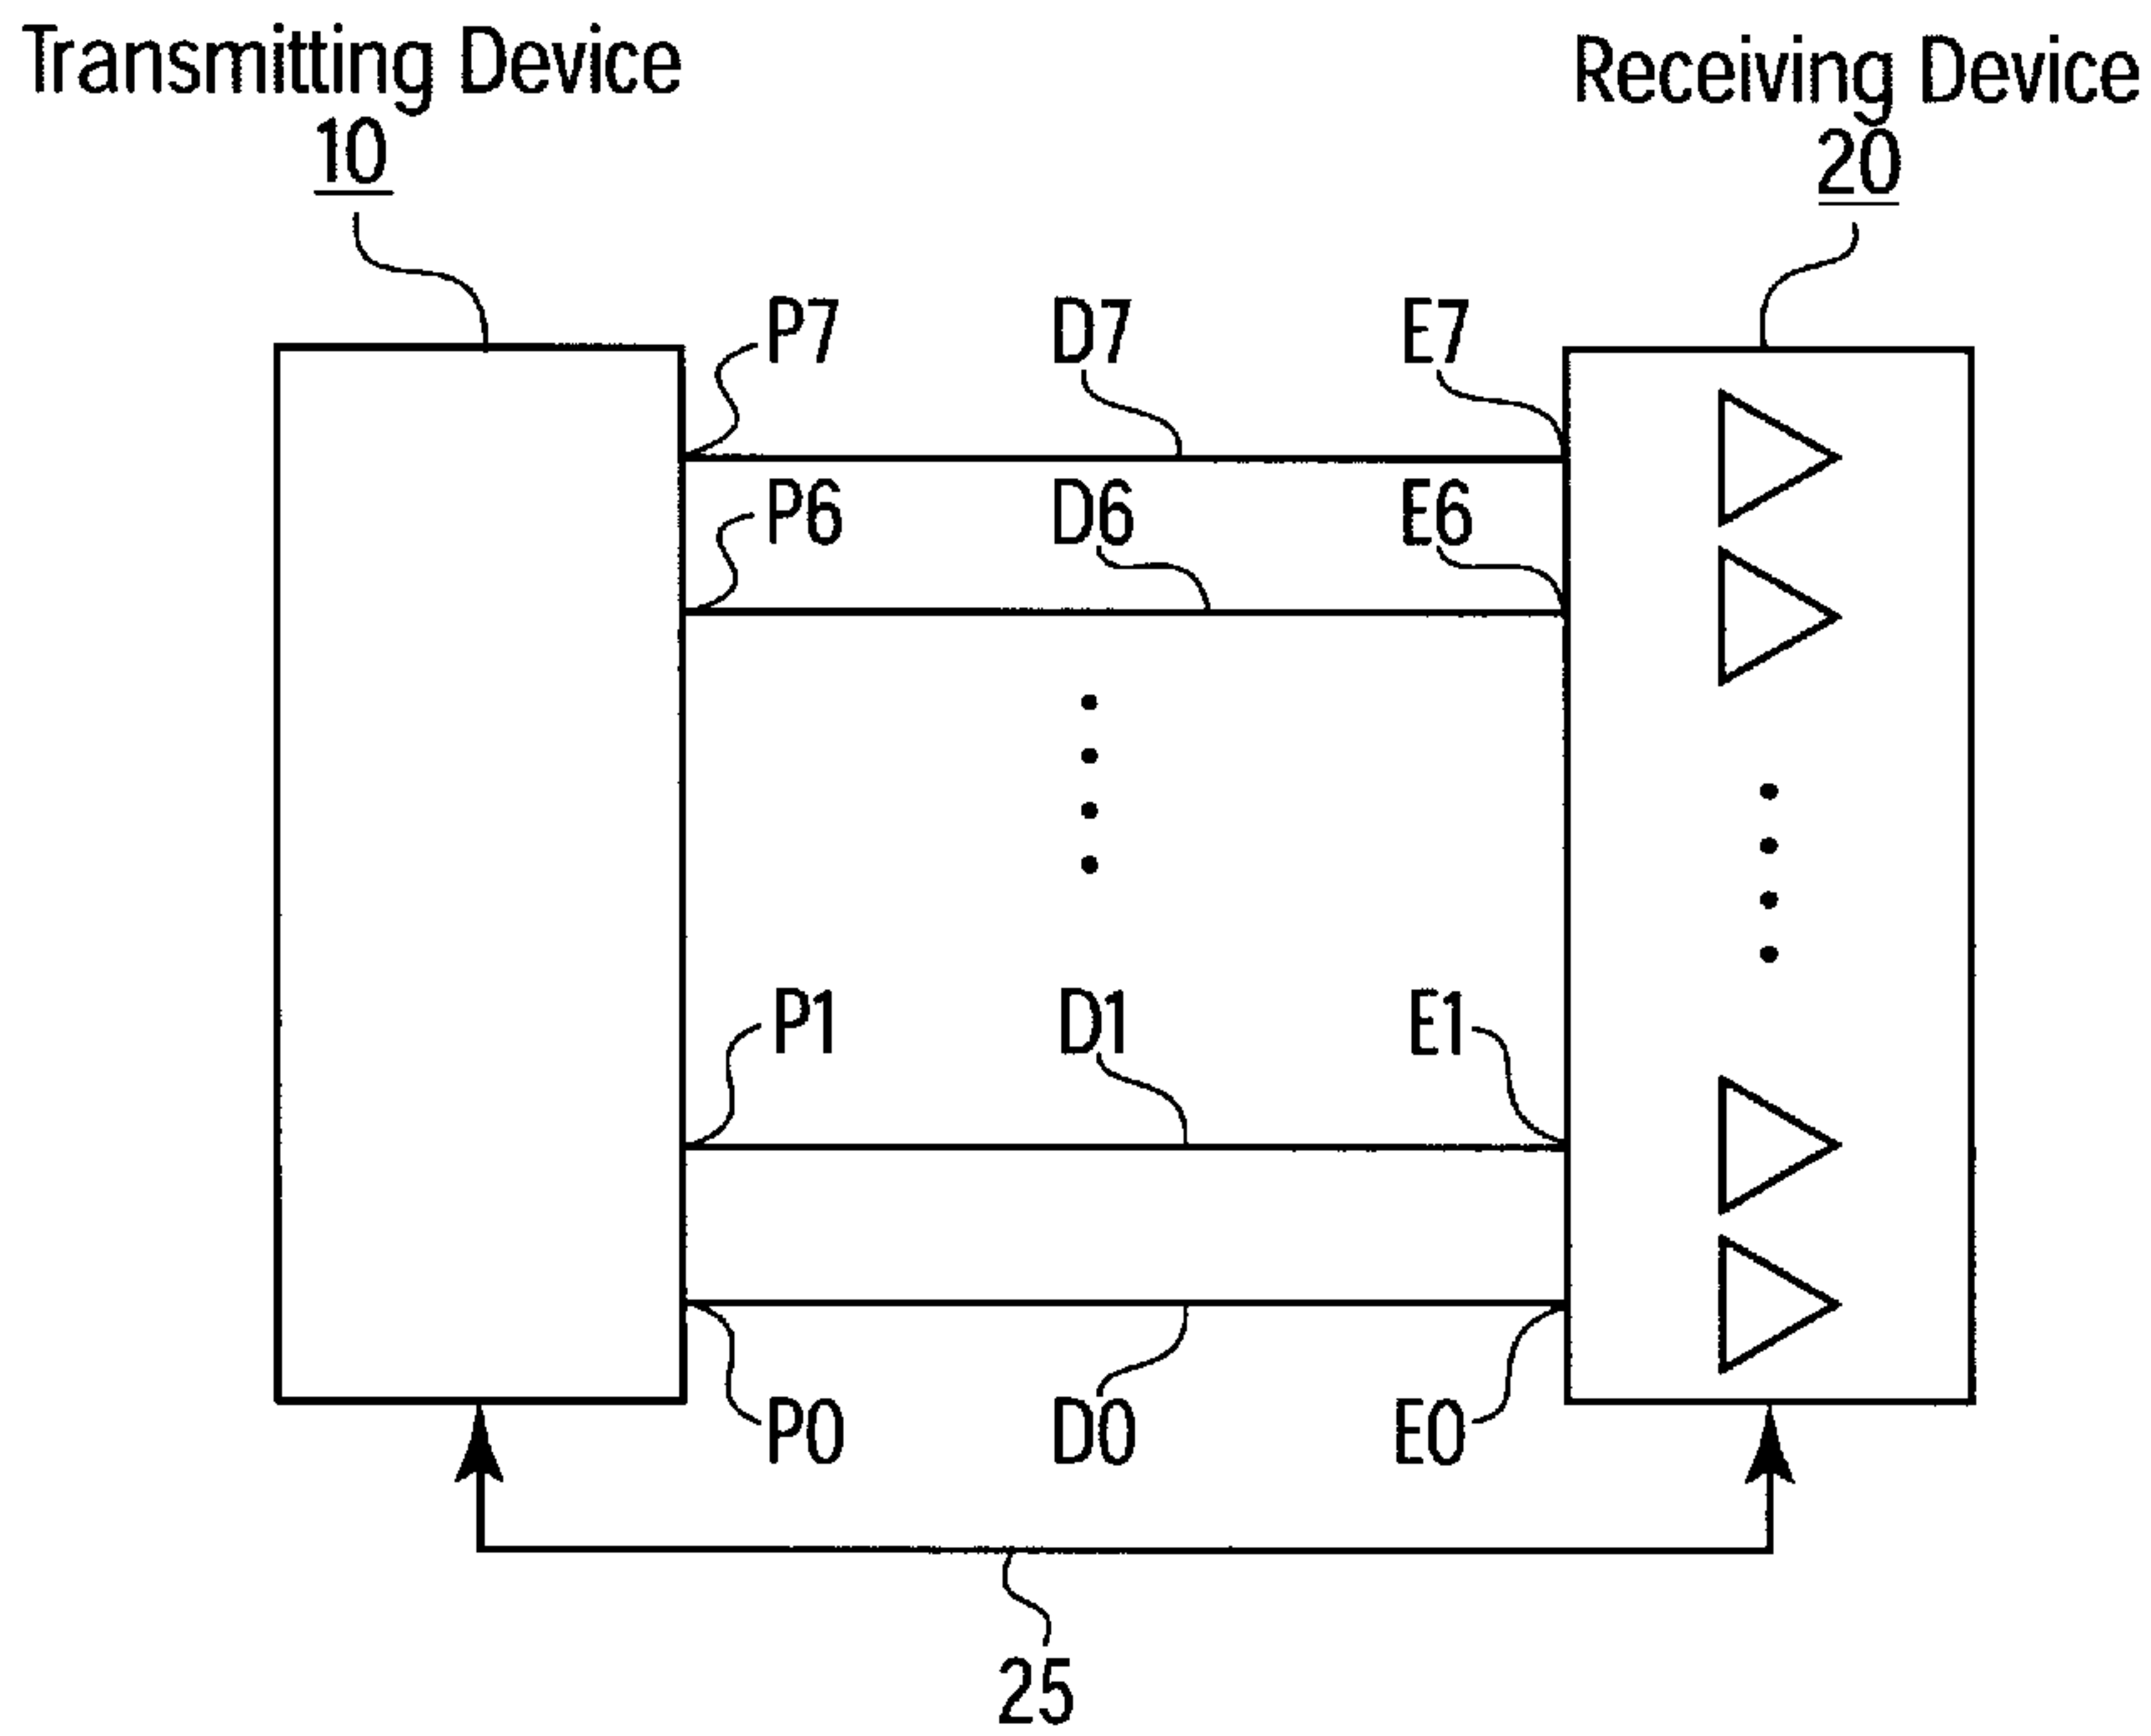 Transmitting Device
10
Receiving Device
20
P7
D7
E7
P6
D6
E6
P1
D1
E1
P0
D0
E0
25